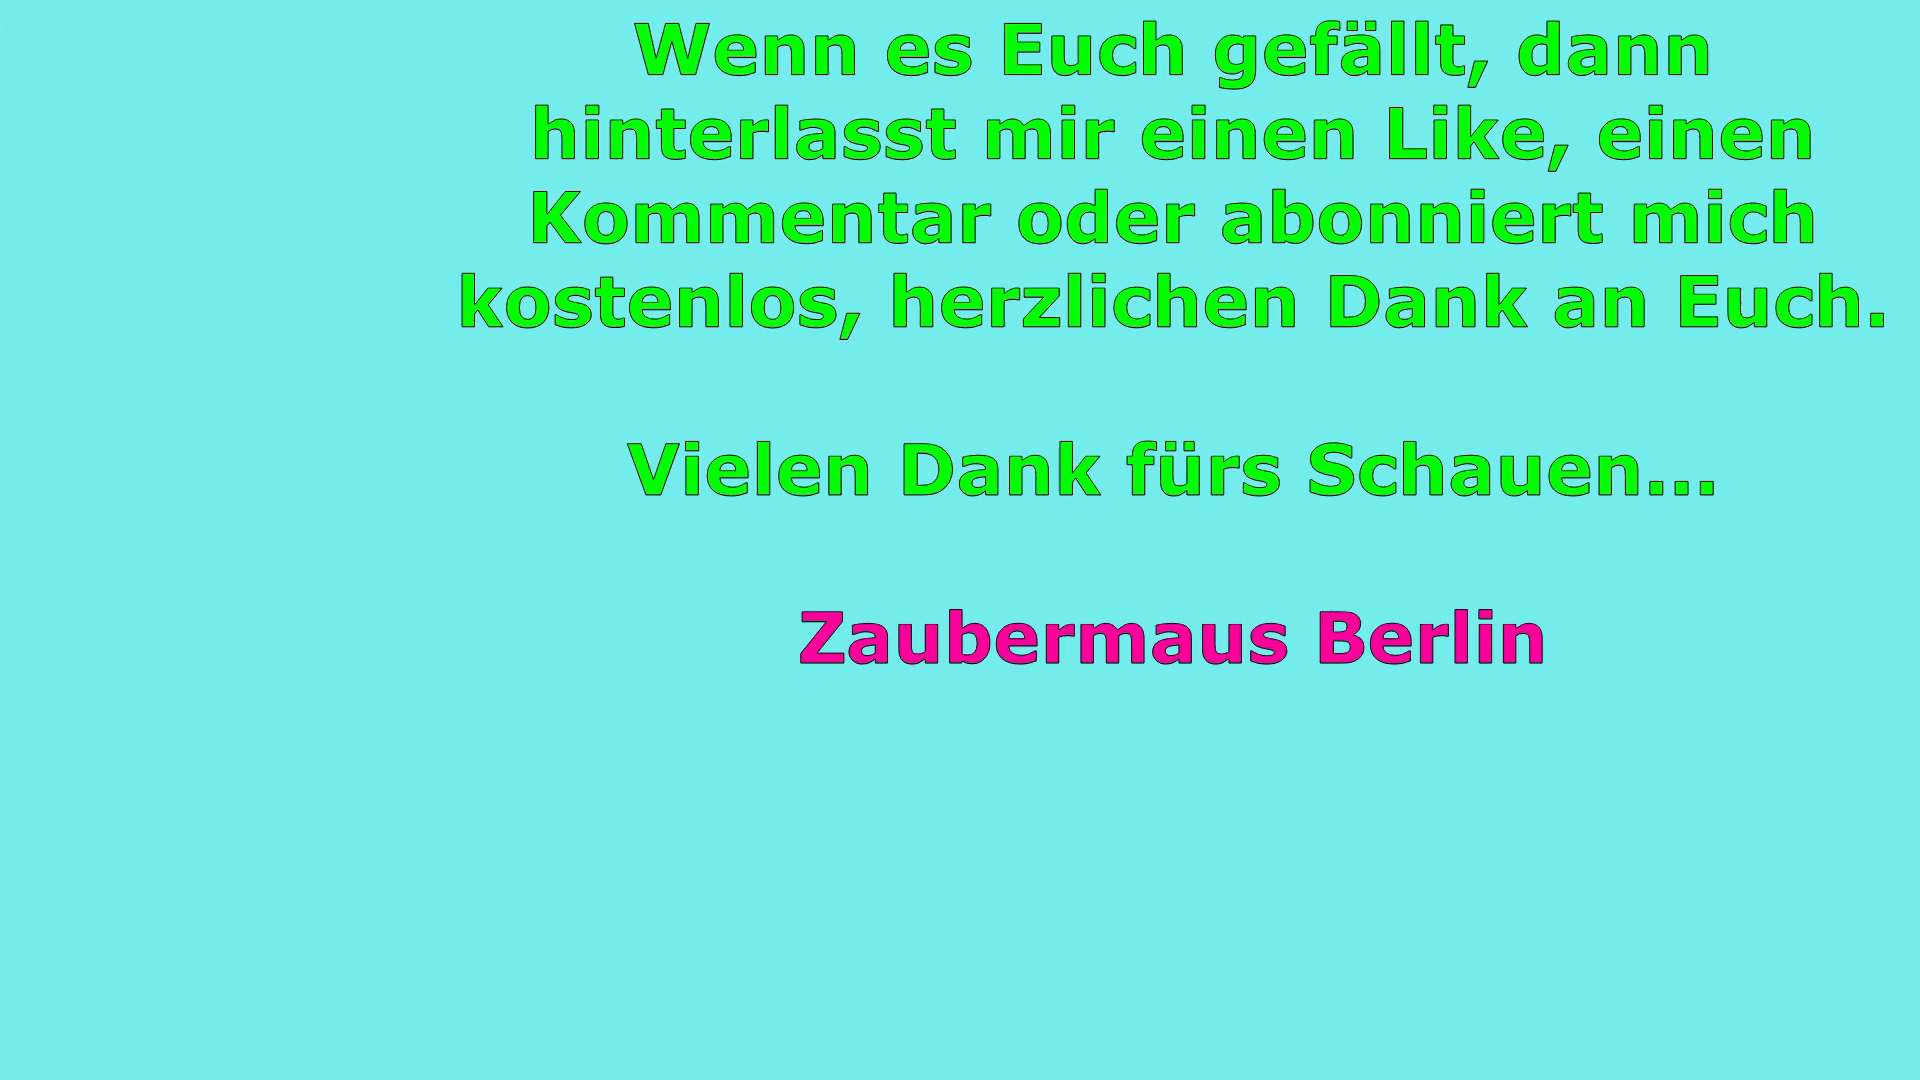 Wenn es Euch gefällt, dann
hinterlasst mir einen Like, einen
Kommentar oder abonniert mich
kostenlos, herzlichen Dank an Euch.
Vielen Dank fürs Schauen...
Zaubermaus Berlin